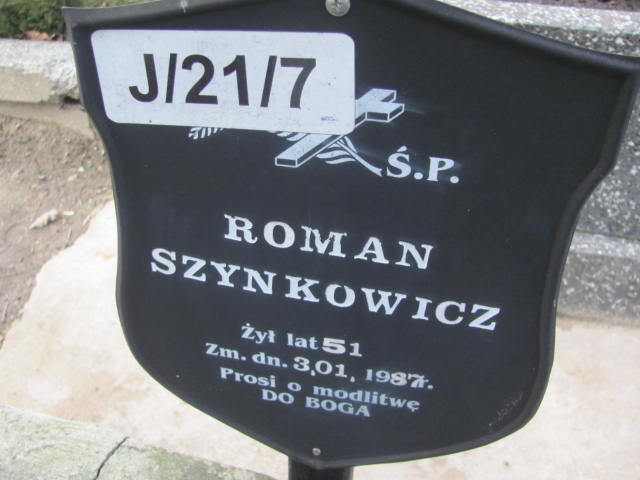 J/21/7
Ś.P.
ROMAN
SZYNKOWICZ
Żył lat 51
Zm. dn. 3.01. 1987r.
Prosi o modlitwę
DO BOGA